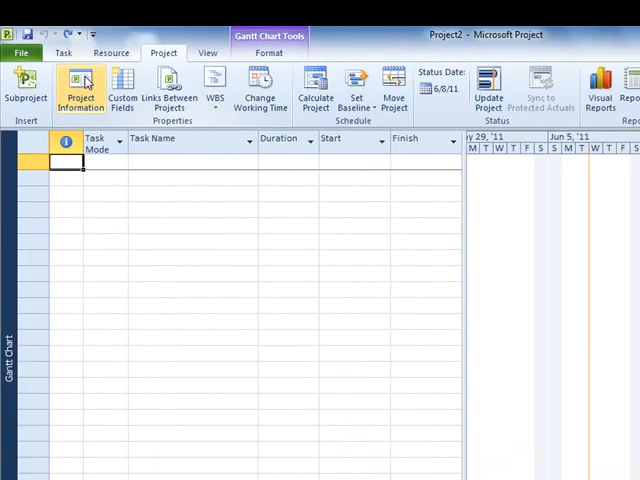 Gantt Chart Tools
Project2 - Microsoft Project
File Task Resource Project View Format
Subproject
Project Information
Custom Fields
Links Between Projects
WBS
Change Working Time
Calculate Project
Set Baseline
Move Project
Status Date:
6/8/11
Update Project
Sync to Protected Actuals
Visual Reports
Insert Properties Schedule Status
Task Mode Task Name Duration Start Finish
ay 29, '11 Jun 5, '11
M T W T F S S M T W T F S
Gantt Chart